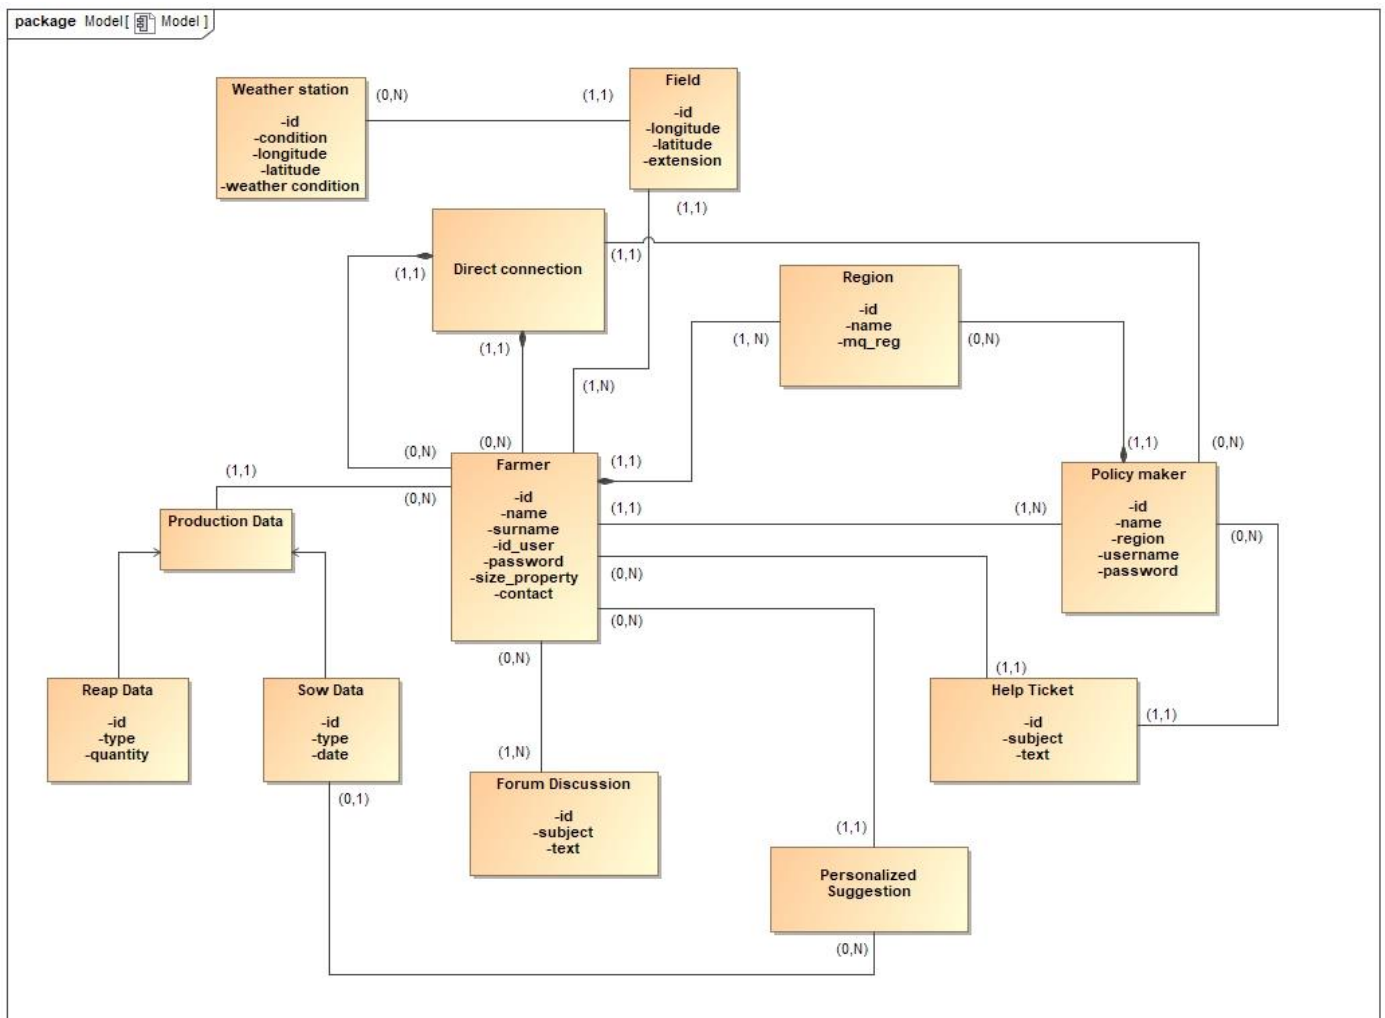 package Model[ Model ]
Weather station
-id
-condition
-longitude
-latitude
-weather condition
(0,N)
(1,1)
Field
-id
-longitude
-latitude
-extension
(1,1)
Direct connection
(1,1)
(1,1)
(1,1)
Region
-id
-name
-mq_reg
(1, N)
(0,N)
(1,N)
(0,N)
(0,N)
(1,1)
(0,N)
Farmer
-id
-name
-surname
-id_user
-password
-size_property
-contact
(1,1)
(1,1)
(0,N)
(0,N)
(0,N)
(1,1)
(0,N)
Policy maker
-id
-name
-region
-username
-password
(1,N)
(0,N)
Production Data
Reap Data
-id
-type
-quantity
Sow Data
-id
-type
-date
(0,1)
(1,N)
Forum Discussion
-id
-subject
-text
(1,1)
Help Ticket
-id
-subject
-text
(1,1)
(1,1)
Personalized
Suggestion
(0,N)